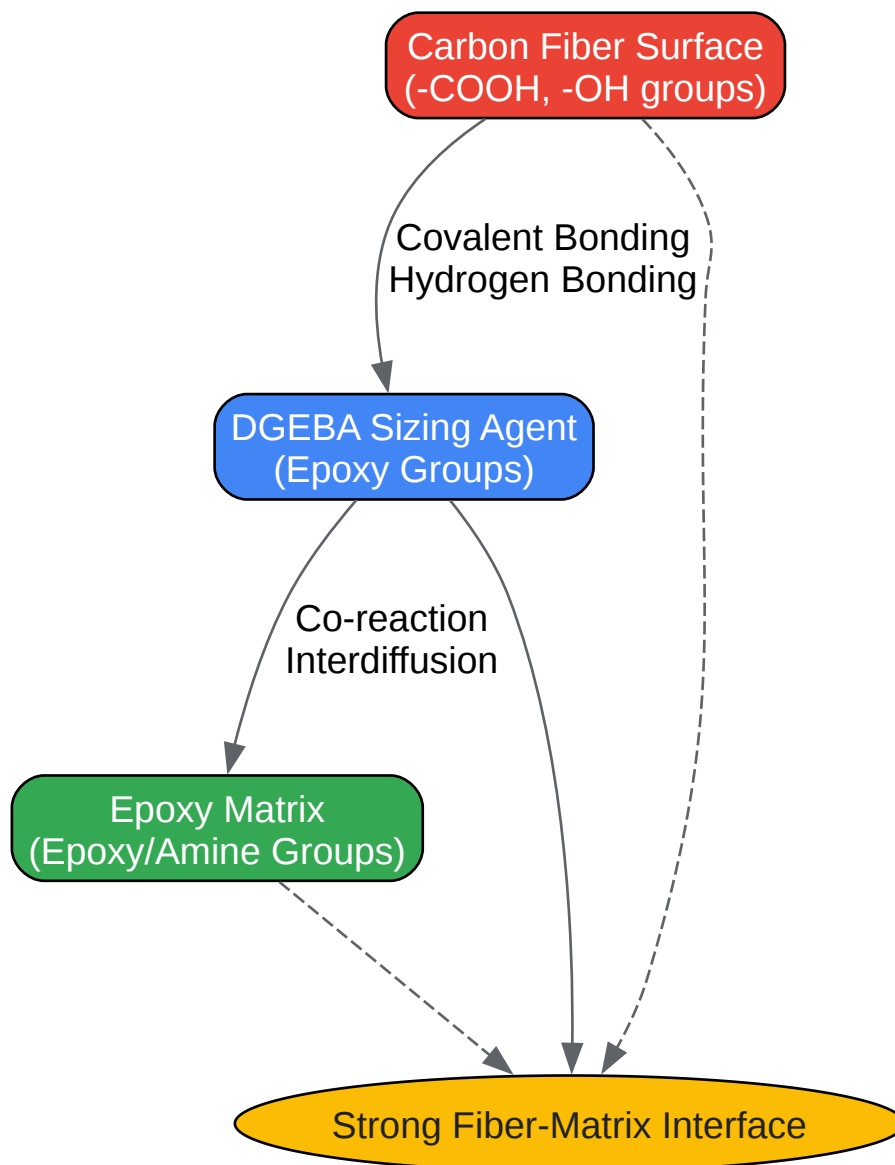 Carbon Fiber Surface
(-COOH, -OH groups)
Covalent Bonding
Hydrogen Bonding
DGEBA Sizing Agent
(Epoxy Groups)
Co-reaction
Interdiffusion
Epoxy Matrix
(Epoxy/Amine Groups)
Strong Fiber-Matrix Interface